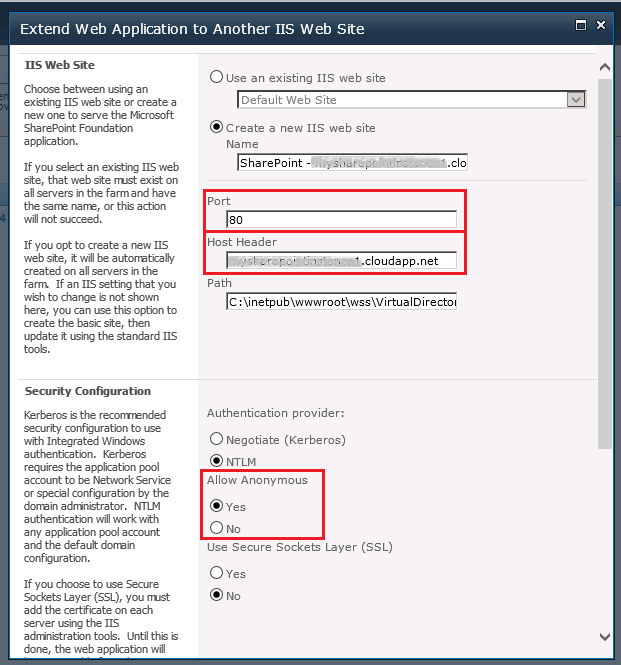 Extend Web Application to Another IIS Web Site
IIS Web Site
Choose between using an
existing IIS web site or create a
new one to serve the Microsoft
SharePoint Foundation
application.
If you select an existing IIS web
site, that web site must exist on
all servers in the farm and have
the same name, or this action
will not succeed.
If you opt to create a new IIS
web site, it will be automatically
created on all servers in the
farm. If an IIS setting that you
wish to change is not shown
here, you can use this option to
create the basic site, then
update it using the standard IIS
tools.
Use an existing IIS web site
Default Web Site
Create a new IIS web site
Name
SharePoint - .clo
Port
80
Host Header
.cloudapp.net
Path
C:\inetpub\wwwroot\wss\VirtualDirector
Security Configuration
Kerberos is the recommended
security configuration to use
with Integrated Windows
authentication. Kerberos
requires the application pool
account to be Network Service
or special configuration by the
domain administrator. NTLM
authentication will work with
any application pool account
and the default domain
configuration.
If you choose to use Secure
Sockets Layer (SSL), you must
add the certificate on each
server using the IIS
administration tools. Until this is
done, the web application will
Authentication provider:
Negotiate (Kerberos)
NTLM
Allow Anonymous
Yes
No
Use Secure Sockets Layer (SSL)
Yes
No